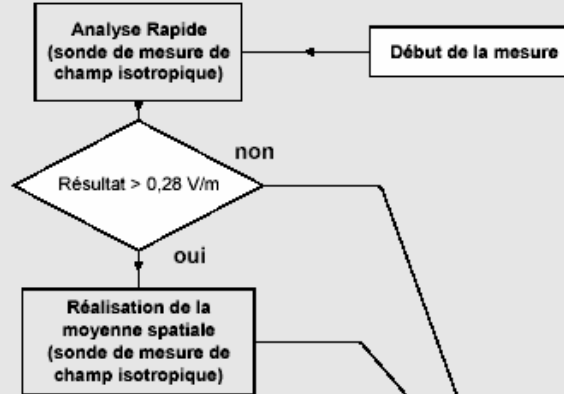 Analyse Rapide
(sonde de mesure de
champ isotropique)
Début de la mesure
non
Résultat > 0,28 V/m
oui
Réalisation de la
moyenne spatiale
(sonde de mesure de
champ isotropique)